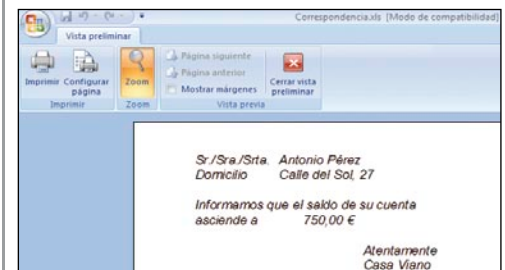 Correspondencia.xls [Modo de compatibilidad]
Vista preliminar
Imprimir
Configurar página
Zoom
Página siguiente
Página anterior
Mostrar márgenes
Cerrar vista preliminar
Imprimir
Zoom
Vista previa
Sr./Sra./Srta. Antonio Pérez
Domicilio Calle del Sol, 27
Informamos que el saldo de su cuenta
asciende a 750,00 €
Atentamente
Casa Viano